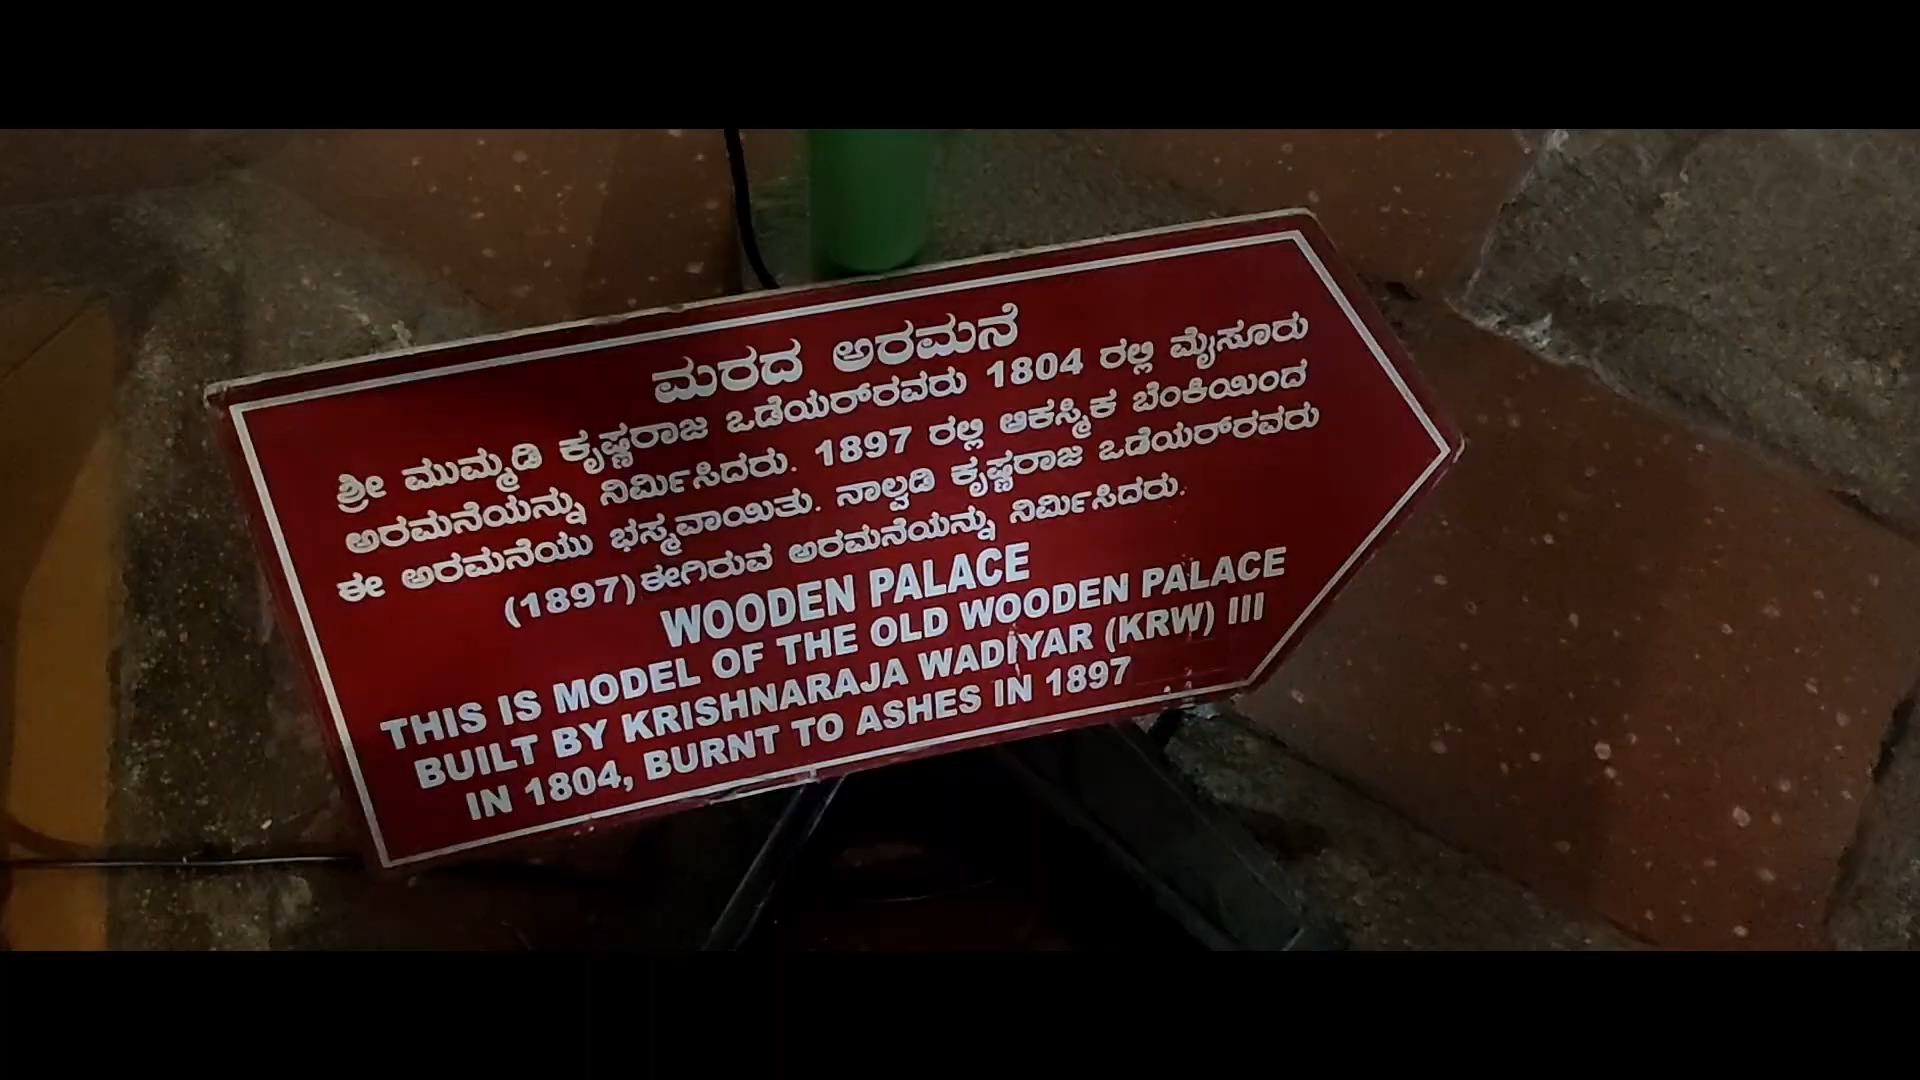 ಮರದ ಅರಮನೆ
ಶ್ರೀ ಮುಮ್ಮಡಿ ಕೃಷ್ಣರಾಜ ಒಡೆಯರ್‌ರವರು 1804 ರಲ್ಲಿ ಮೈಸೂರು
ಅರಮನೆಯನ್ನು ನಿರ್ಮಿಸಿದರು. 1897 ರಲ್ಲಿ ಆಕಸ್ಮಿಕ ಬೆಂಕಿಯಿಂದ
ಈ ಅರಮನೆಯು ಭಸ್ಮವಾಯಿತು. ನಾಲ್ವಡಿ ಕೃಷ್ಣರಾಜ ಒಡೆಯರ್‌ರವರು
(1897)ಈಗಿರುವ ಅರಮನೆಯನ್ನು ನಿರ್ಮಿಸಿದರು.
WOODEN PALACE
THIS IS MODEL OF THE OLD WOODEN PALACE
BUILT BY KRISHNARAJA WADIYAR (KRW) III
IN 1804, BURNT TO ASHES IN 1897